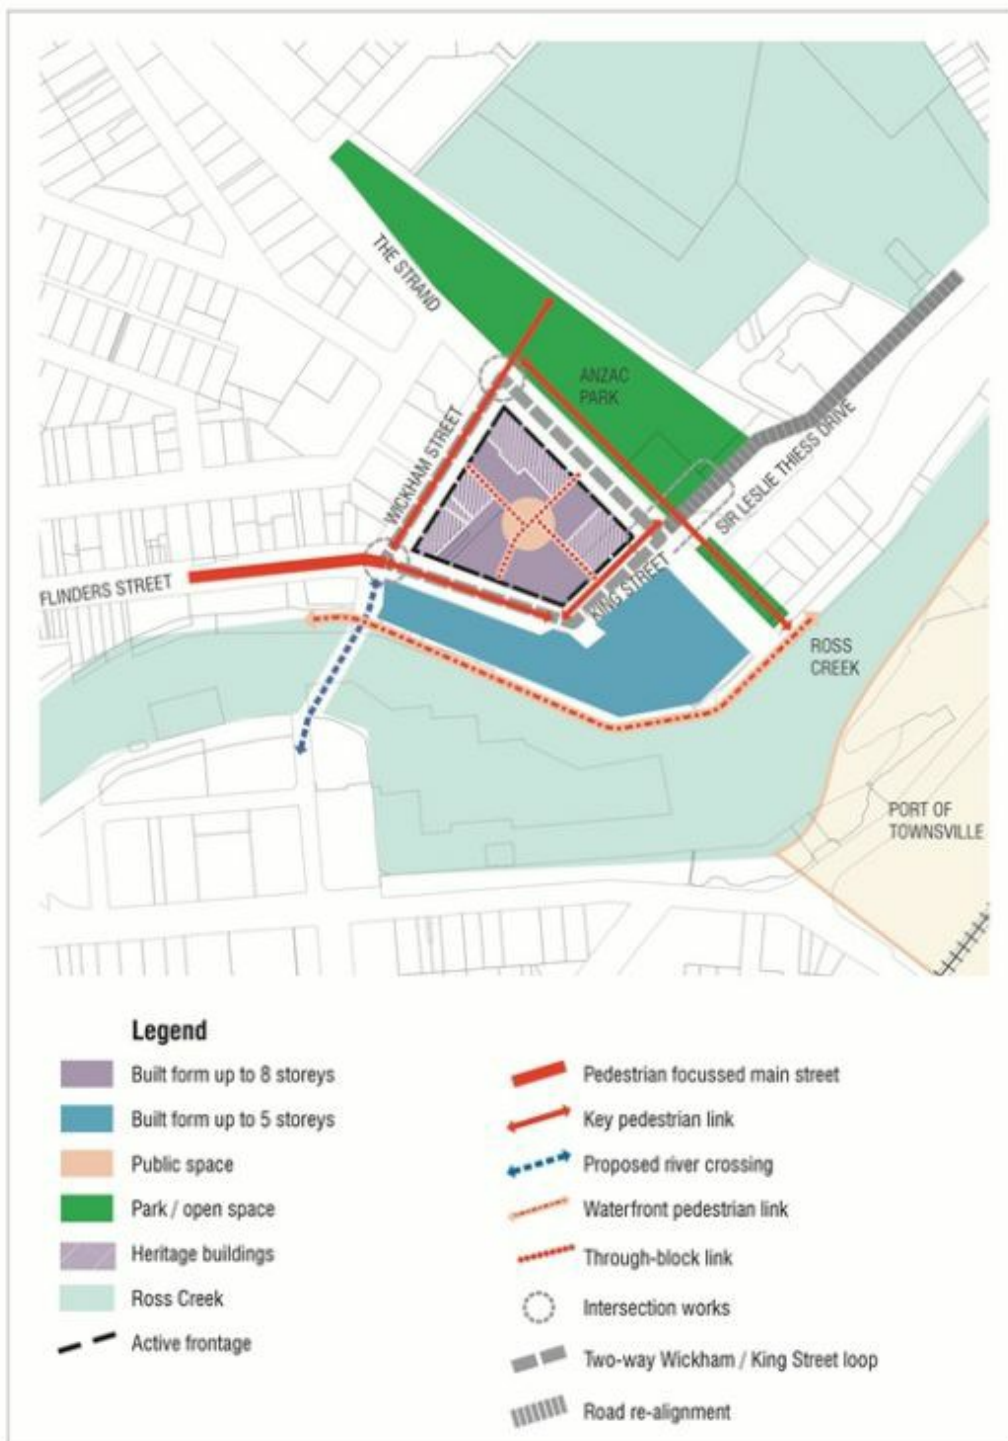 THE STRAND
ANZAC
PARK
WICKHAM STREET
SIR LESLIE THIESS DRIVE
FLINDERS STREET
KING STREET
ROSS
CREEK
PORT OF
TOWNSVILLE
Legend
Built form up to 8 storeys
Built form up to 5 storeys
Public space
Park / open space
Heritage buildings
Ross Creek
Active frontage
Pedestrian focussed main street
Key pedestrian link
Proposed river crossing
Waterfront pedestrian link
Through-block link
Intersection works
Two-way Wickham / King Street loop
Road re-alignment